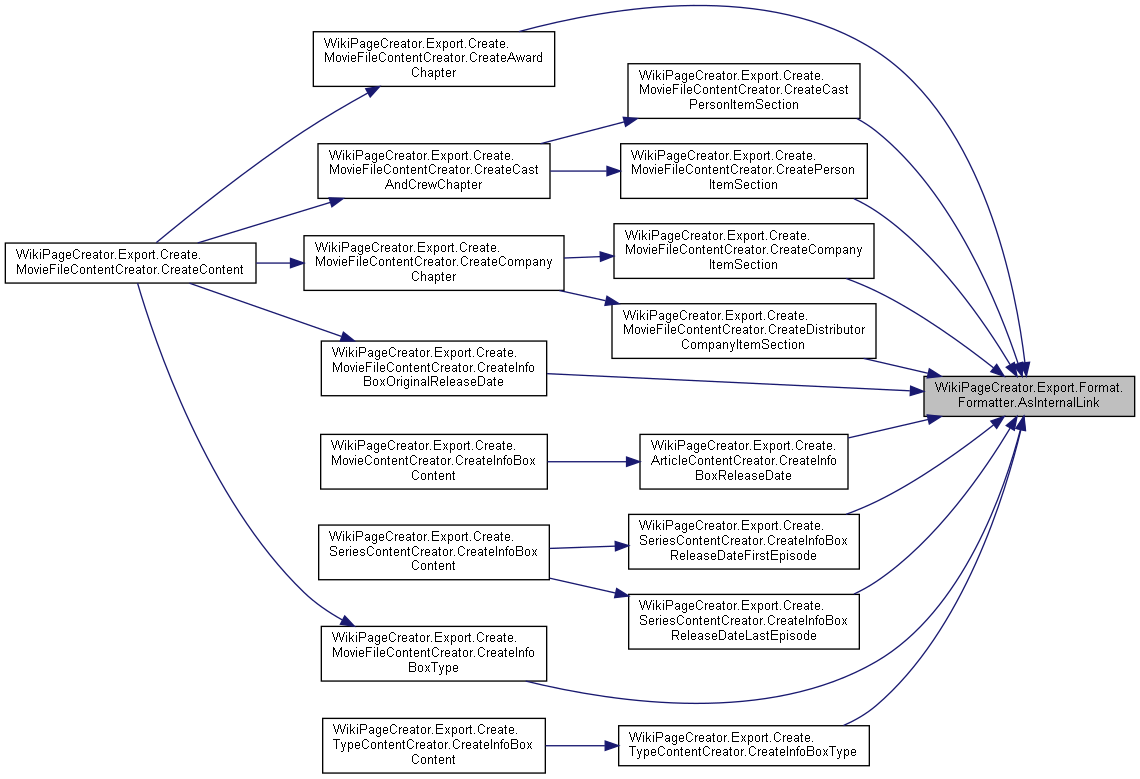 WikiPageCreator.Export.Create.
MovieFileContentCreator.CreateAward
Chapter
WikiPageCreator.Export.Create.
MovieFileContentCreator.CreateCast
PersonItemSection
WikiPageCreator.Export.Create.
MovieFileContentCreator.CreateCast
AndCrewChapter
WikiPageCreator.Export.Create.
MovieFileContentCreator.CreatePerson
ItemSection
WikiPageCreator.Export.Create.
MovieFileContentCreator.CreateContent
WikiPageCreator.Export.Create.
MovieFileContentCreator.CreateCompany
Chapter
WikiPageCreator.Export.Create.
MovieFileContentCreator.CreateCompany
ItemSection
WikiPageCreator.Export.Create.
MovieFileContentCreator.CreateDistributor
CompanyItemSection
WikiPageCreator.Export.Create.
MovieFileContentCreator.CreateInfo
BoxOriginalReleaseDate
WikiPageCreator.Export.Format.
Formatter.AsInternalLink
WikiPageCreator.Export.Create.
MovieContentCreator.CreateInfoBox
Content
WikiPageCreator.Export.Create.
ArticleContentCreator.CreateInfo
BoxReleaseDate
WikiPageCreator.Export.Create.
SeriesContentCreator.CreateInfoBox
Content
WikiPageCreator.Export.Create.
SeriesContentCreator.CreateInfoBox
ReleaseDateFirstEpisode
WikiPageCreator.Export.Create.
SeriesContentCreator.CreateInfoBox
ReleaseDateLastEpisode
WikiPageCreator.Export.Create.
MovieFileContentCreator.CreateInfo
BoxType
WikiPageCreator.Export.Create.
TypeContentCreator.CreateInfoBox
Content
WikiPageCreator.Export.Create.
TypeContentCreator.CreateInfoBoxType